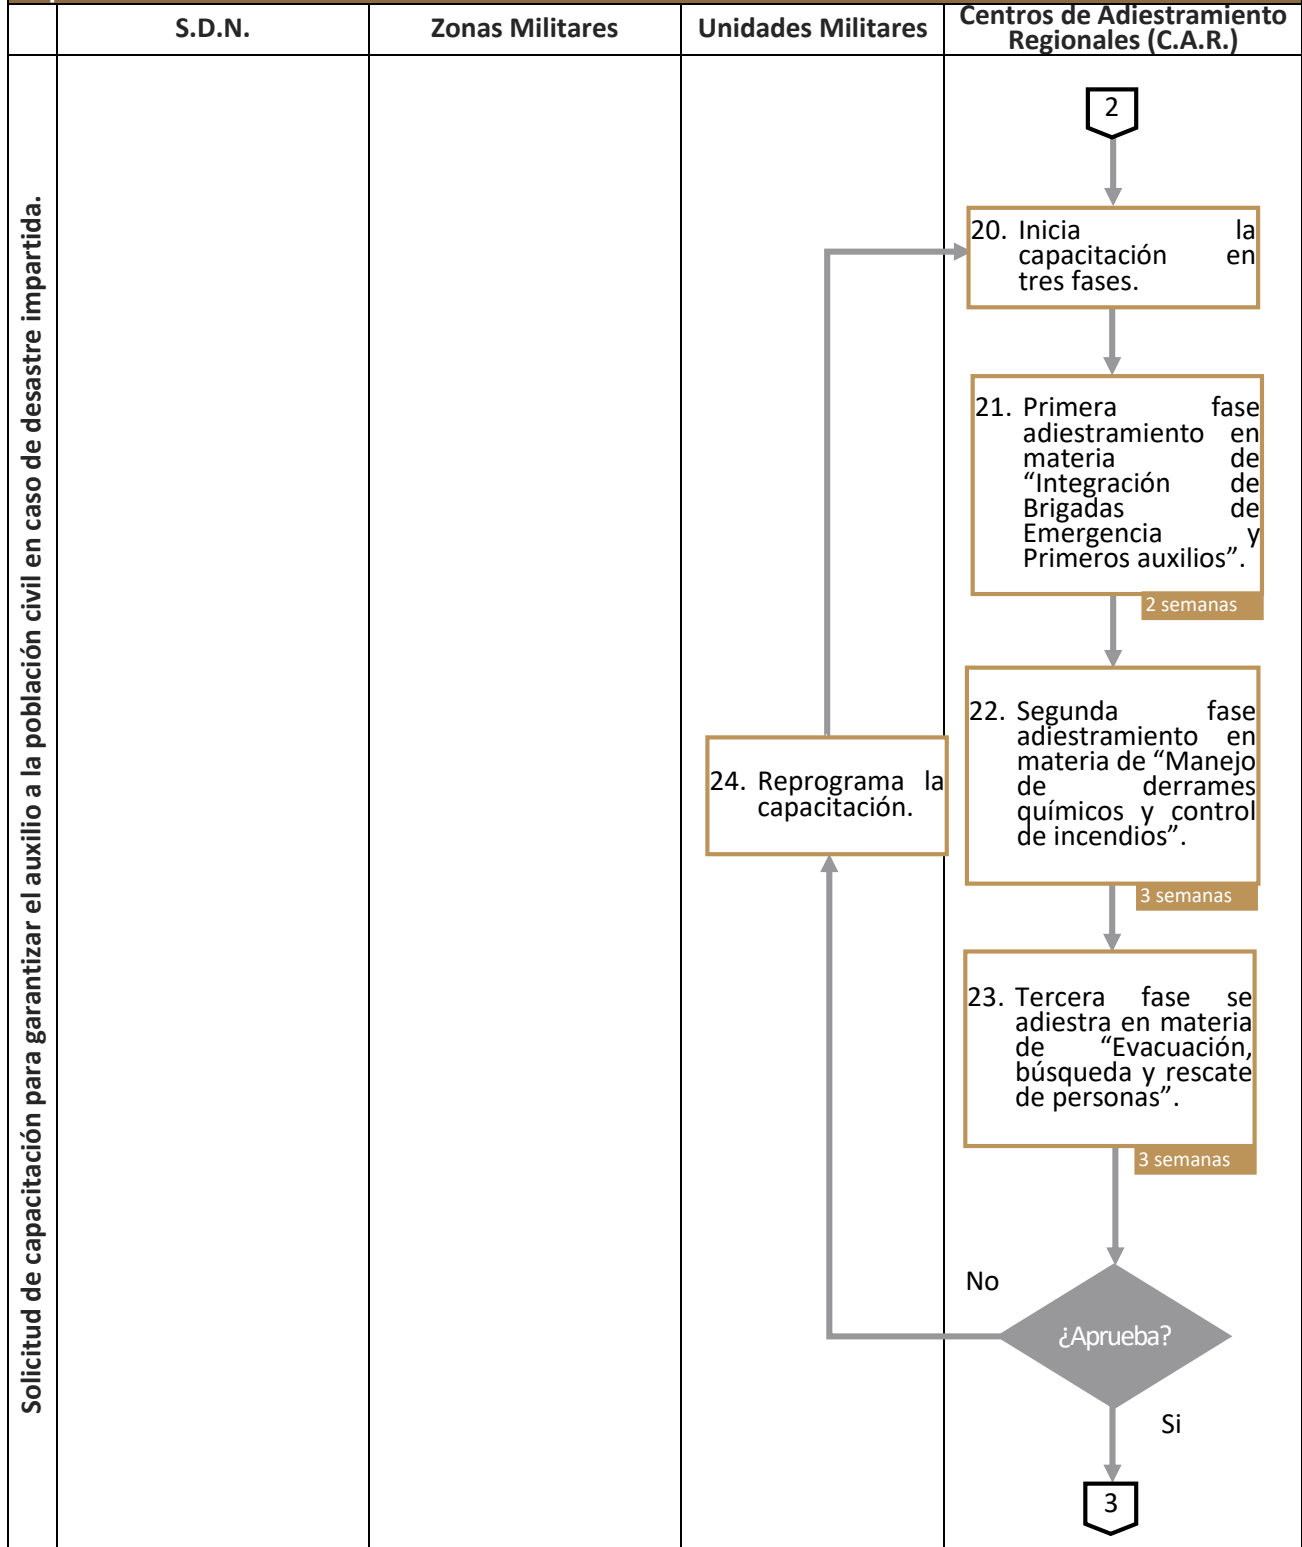 S.D.N.
Zonas Militares
Unidades Militares
Centros de Adiestramiento
Regionales (C.A.R.)
Solicitud de capacitación para garantizar el auxilio a la población civil en caso de desastre impartida.
2
20. Inicia la
capacitación en
tres fases.
21. Primera fase
adiestramiento en
materia de
“Integración de
Brigadas de
Emergencia y
Primeros auxilios”.
2 semanas
22. Segunda fase
adiestramiento en
materia de “Manejo
de derrames
químicos y control
de incendios”.
3 semanas
24. Reprograma la
capacitación.
23. Tercera fase se
adiestra en materia
de “Evacuación,
búsqueda y rescate
de personas”.
3 semanas
No
¿Aprueba?
Si
3